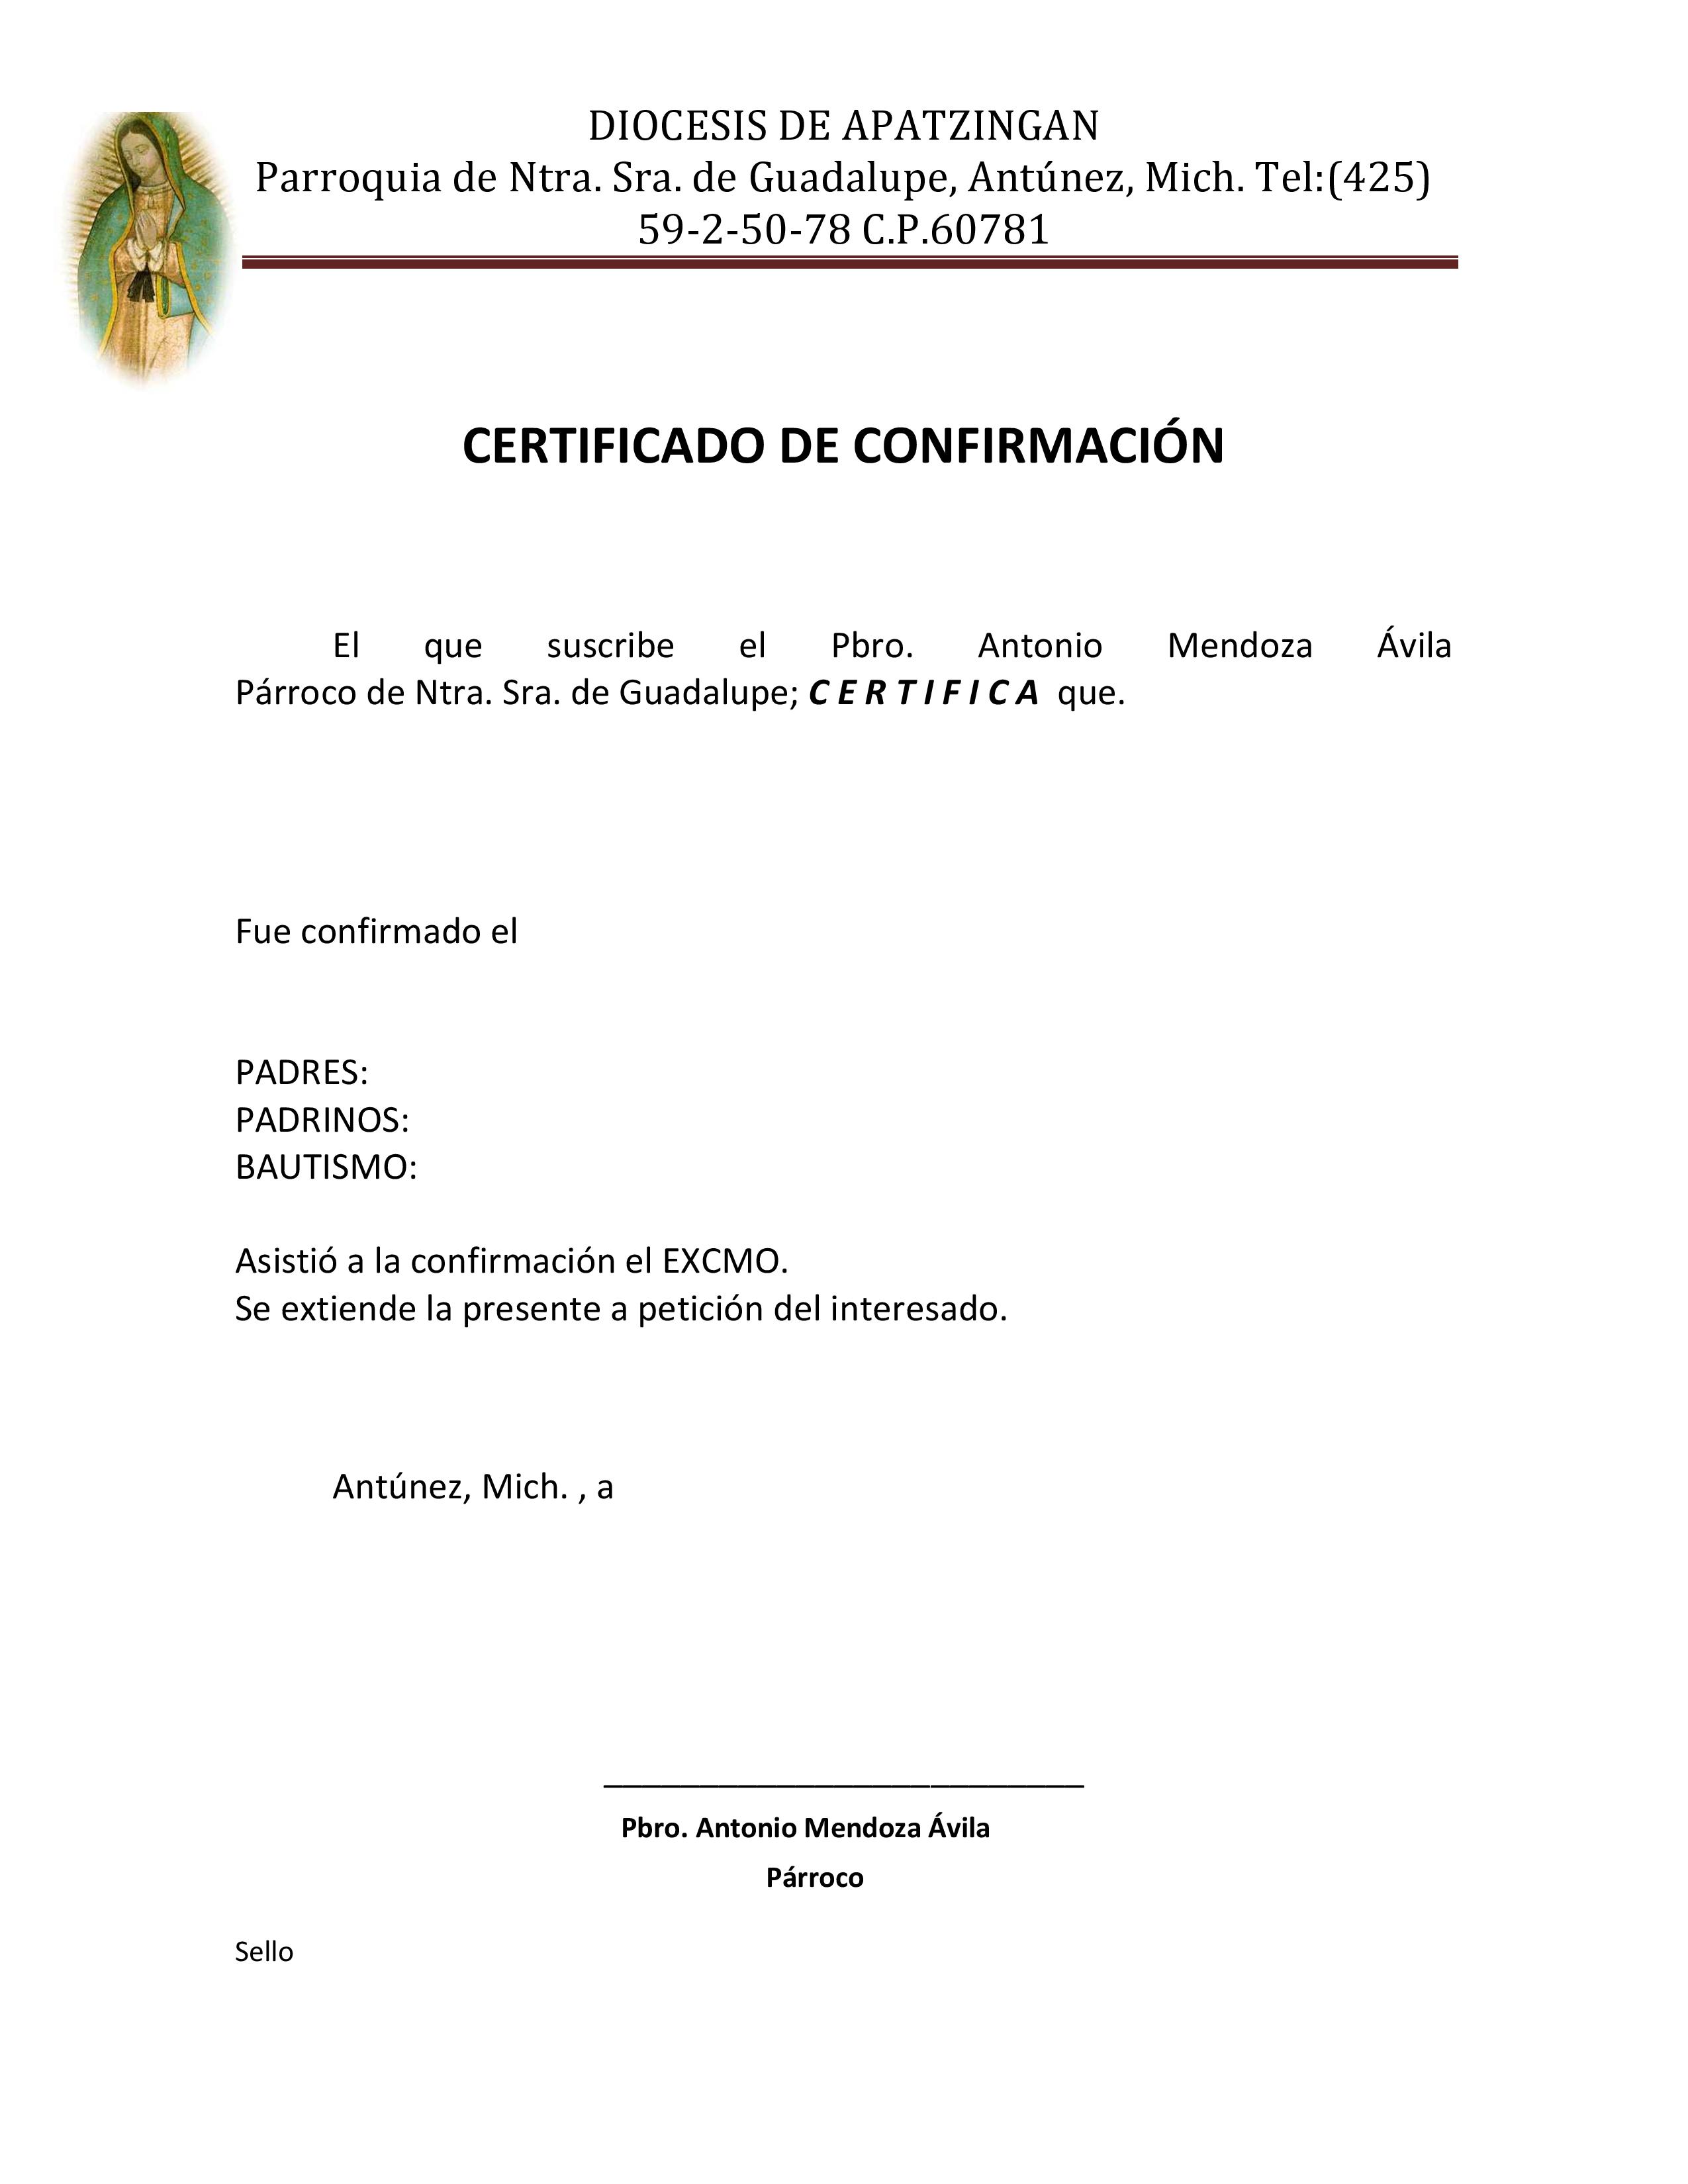 DIOCESIS DE APATZINGAN
Parroquia de Ntra. Sra. de Guadalupe, Antúnez, Mich. Tel:(425)
59-2-50-78 C.P.60781
CERTIFICADO DE CONFIRMACIÓN
El que suscribe el Pbro. Antonio Mendoza Ávila
Párroco de Ntra. Sra. de Guadalupe; C E R T I F I C A que.
Fue confirmado el
PADRES:
PADRINOS:
BAUTISMO:
Asistió a la confirmación el EXCMO.
Se extiende la presente a petición del interesado.
Antúnez, Mich. , a
_________________________
Pbro. Antonio Mendoza Ávila
Párroco
Sello